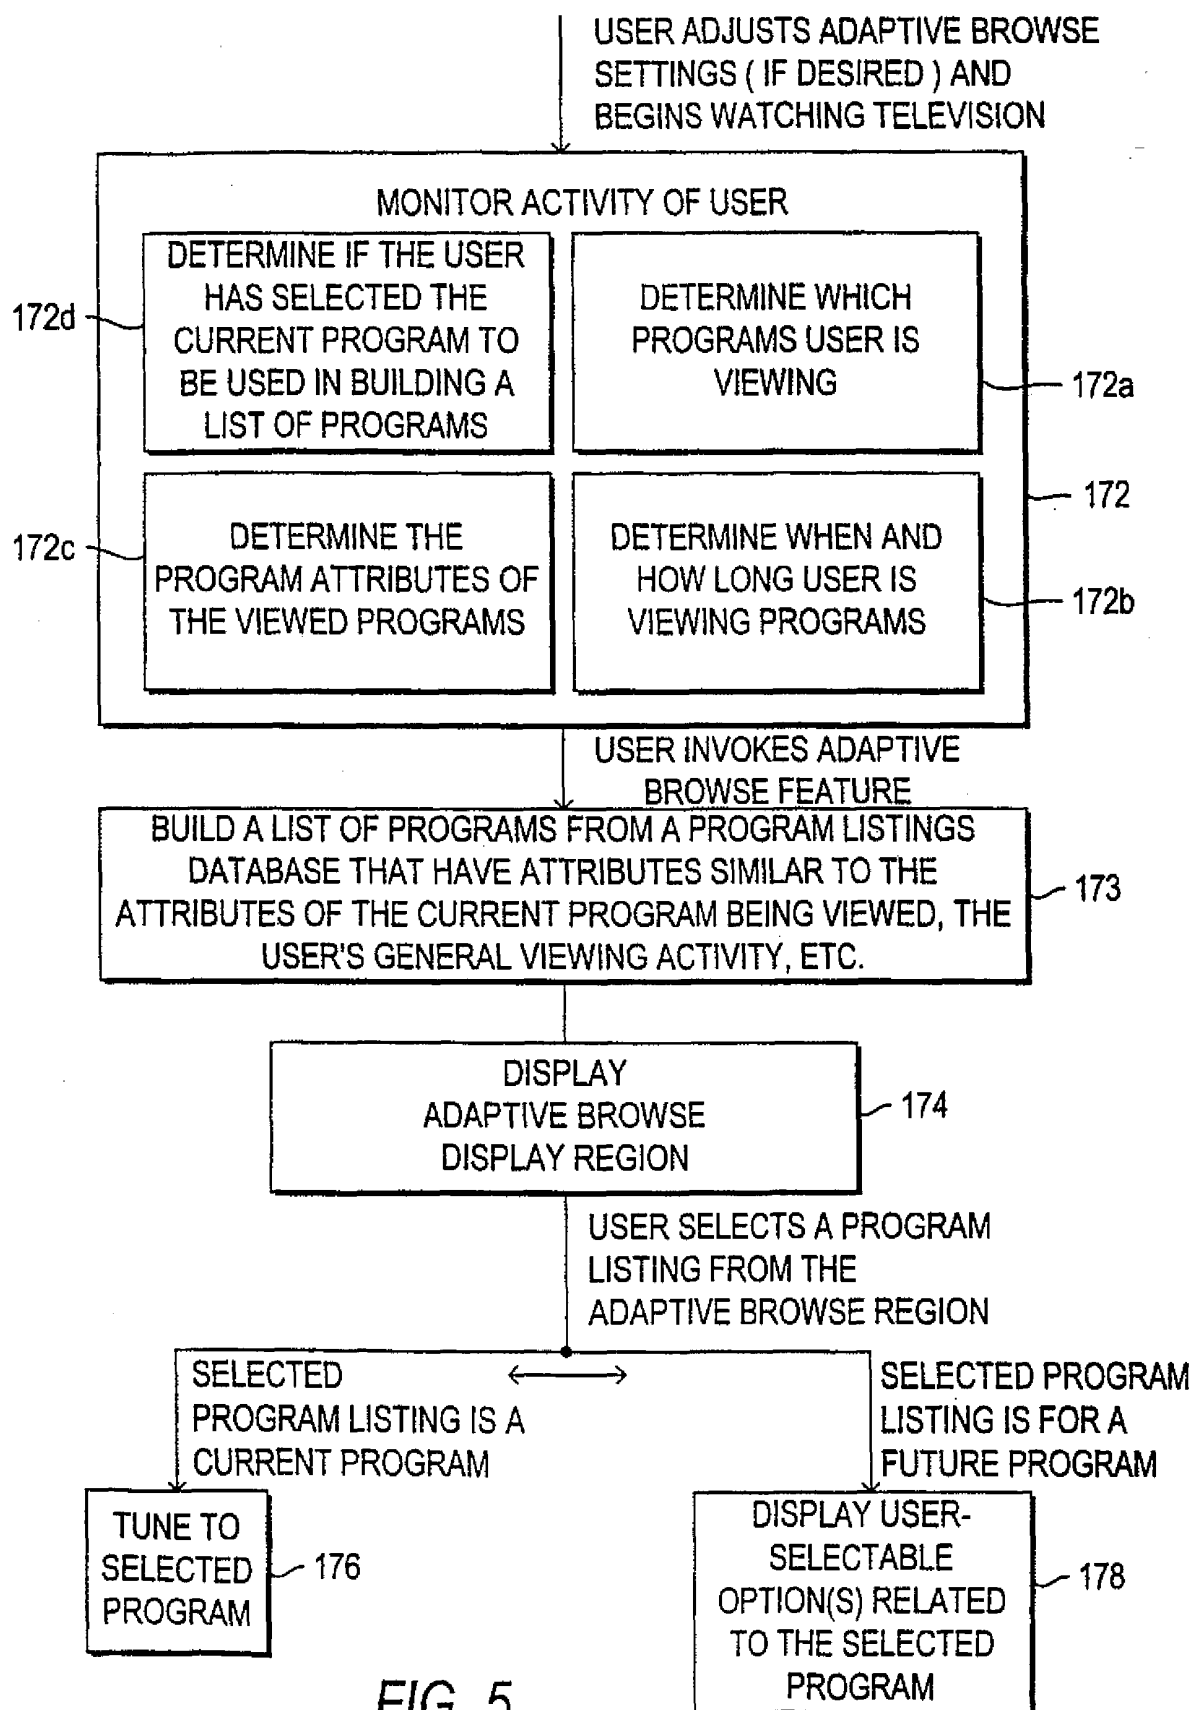 USER ADJUSTS ADAPTIVE BROWSE
SETTINGS ( IF DESIRED ) AND
BEGINS WATCHING TELEVISION
MONITOR ACTIVITY OF USER
172d
DETERMINE IF THE USER
HAS SELECTED THE
CURRENT PROGRAM TO
BE USED IN BUILDING A
LIST OF PROGRAMS
DETERMINE WHICH
PROGRAMS USER IS
VIEWING
172a
172
172c
DETERMINE THE
PROGRAM ATTRIBUTES OF
THE VIEWED PROGRAMS
DETERMINE WHEN AND
HOW LONG USER IS
VIEWING PROGRAMS
172b
USER INVOKES ADAPTIVE
BROWSE FEATURE
BUILD A LIST OF PROGRAMS FROM A PROGRAM LISTINGS
DATABASE THAT HAVE ATTRIBUTES SIMILAR TO THE
ATTRIBUTES OF THE CURRENT PROGRAM BEING VIEWED, THE
USER'S GENERAL VIEWING ACTIVITY, ETC.
173
DISPLAY
ADAPTIVE BROWSE
DISPLAY REGION
174
USER SELECTS A PROGRAM
LISTING FROM THE
ADAPTIVE BROWSE REGION
SELECTED
PROGRAM LISTING IS A
CURRENT PROGRAM
SELECTED PROGRAM
LISTING IS FOR A
FUTURE PROGRAM
TUNE TO
SELECTED
PROGRAM
176
DISPLAY USER-
SELECTABLE
OPTION(S) RELATED
TO THE SELECTED
PROGRAM
178
FIG. 5